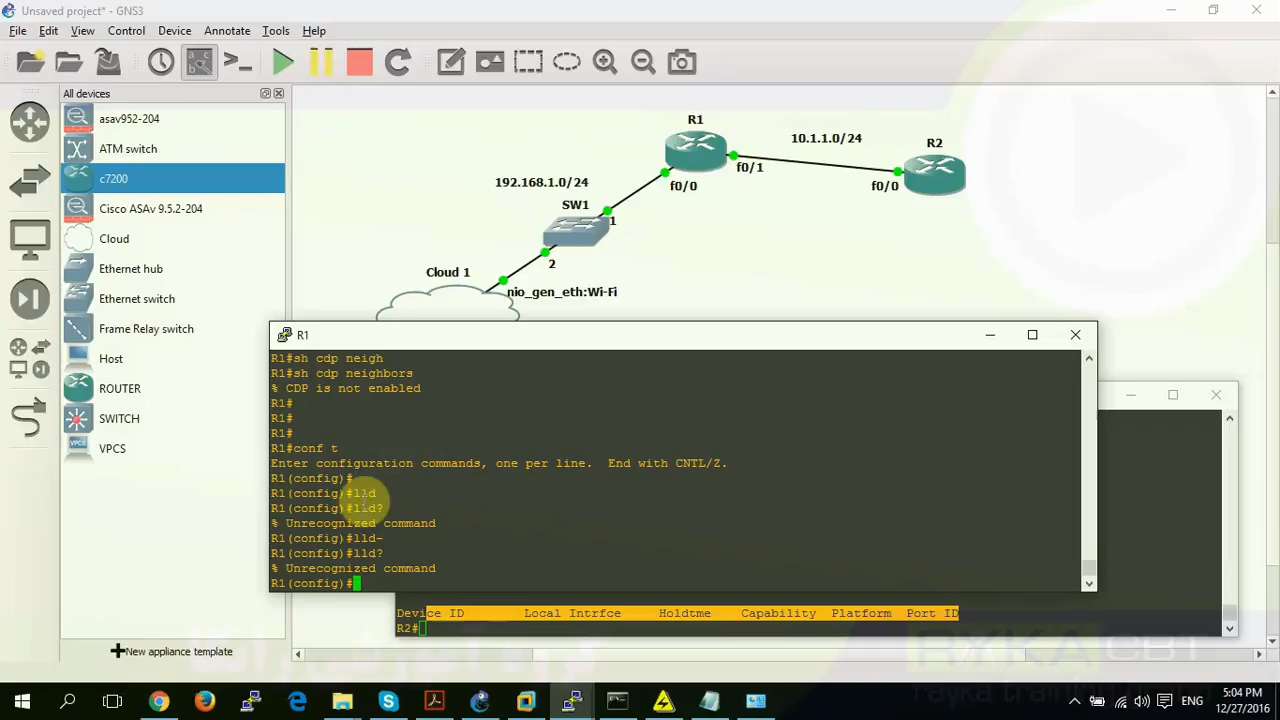 Unsaved project* - GNS3
File Edit View Control Device Annotate Tools Help
All devices
asav952-204
ATM switch
c7200
Cisco ASAv 9.5.2-204
Cloud
Ethernet hub
Ethernet switch
Frame Relay switch
Host
ROUTER
SWITCH
VPCS
New appliance template
R1
10.1.1.0/24
R2
f0/1
f0/0
f0/0
192.168.1.0/24
SW1
1
2
Cloud 1
nio_gen_eth:Wi-Fi
R1
R1#sh cdp neigh
R1#sh cdp neighbors
% CDP is not enabled
R1#
R1#
R1#
R1#conf t
Enter configuration commands, one per line.  End with CNTL/Z.
R1(config)#
R1(config)#lld
R1(config)#lld?
% Unrecognized command
R1(config)#lld-
R1(config)#lld?
% Unrecognized command
R1(config)#
Device ID Local Intrfce Holdtme Capability Platform Port ID
R2#
RAYKA CBT
ENG
5:04 PM
12/27/2016